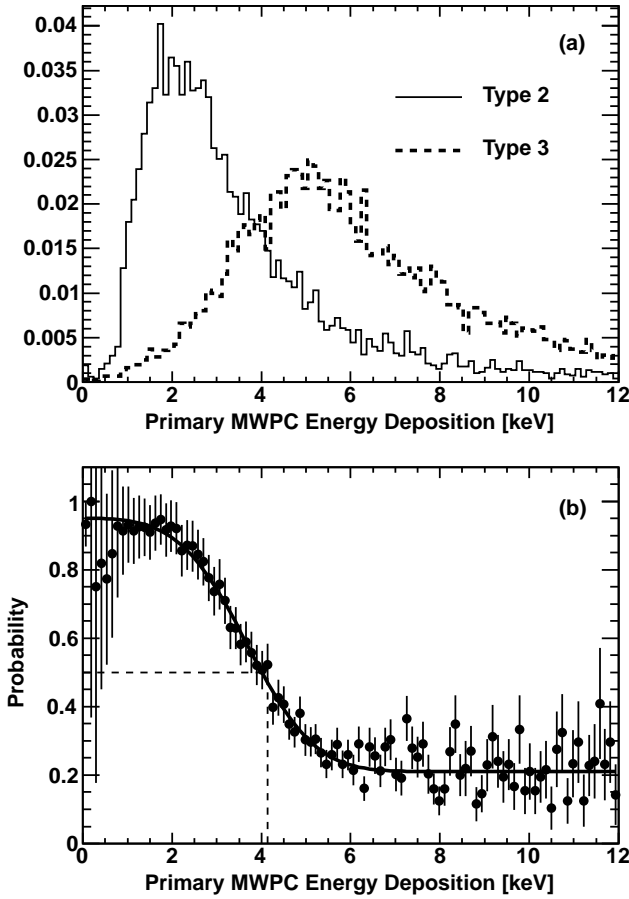 0.04
(a)
0.035
Type 2
0.03
0.025
Type 3
0.02
0.015
0.01
0.005
0
0 2 4 6 8 10 12
Primary MWPC Energy Deposition [keV]
1
(b)
0.8
Probability
0.6
0.4
0.2
0
0 2 4 6 8 10 12
Primary MWPC Energy Deposition [keV]